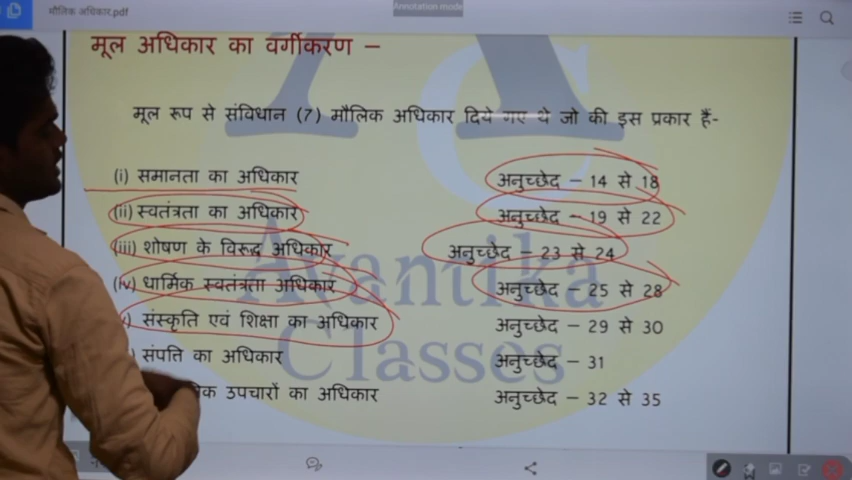 मौलिक अधिकार.pdf
Annotation mode
मूल अधिकार का वर्गीकरण –
मूल रूप से संविधान (7) मौलिक अधिकार दिये गए थे जो की इस प्रकार हैं-
(i) समानता का अधिकार अनुच्छेद – 14 से 18
(ii) स्वतंत्रता का अधिकार अनुच्छेद – 19 से 22
(iii) शोषण के विरूद्ध अधिकार अनुच्छेद – 23 से 24
(iv) धार्मिक स्वतंत्रता अधिकार अनुच्छेद – 25 से 28
संस्कृति एवं शिक्षा का अधिकार अनुच्छेद – 29 से 30
संपत्ति का अधिकार अनुच्छेद – 31
उपचारों का अधिकार अनुच्छेद – 32 से 35
Avantika
Classes